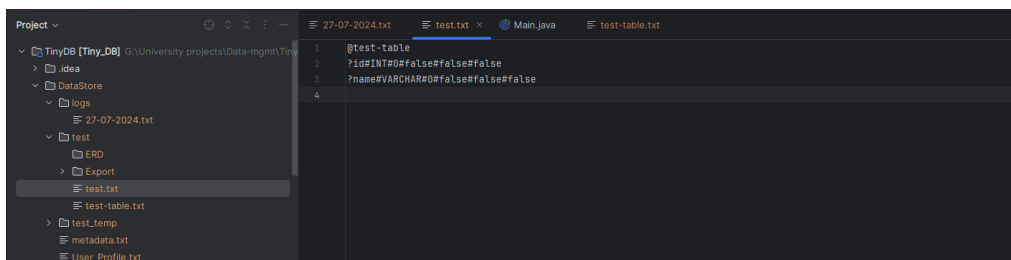 Project
27-07-2024.txt
test.txt
Main.java
test-table.txt
TinyDB [Tiny_DB] G:\University projects\Data-mgmt\Tiny
.idea
DataStore
logs
27-07-2024.txt
test
ERD
Export
test.txt
test-table.txt
test_temp
metadata.txt
User_Profile.txt
1 @test-table
2 ?id#INT#0#false#false#false
3 ?name#VARCHAR#0#false#false#false
4